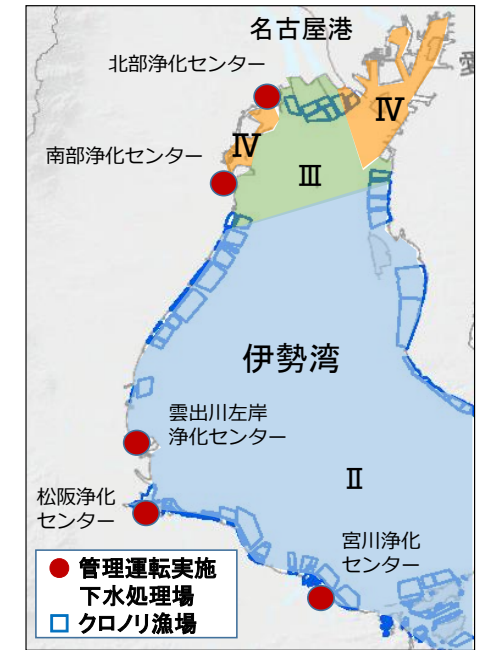 名古屋港
北部浄化センター
愛
Ⅳ
Ⅳ
南部浄化センター
Ⅲ
伊勢湾
雲出川左岸
浄化センター
Ⅱ
松阪浄化
センター
宮川浄化
センター
管理運転実施
下水処理場
クロノリ漁場